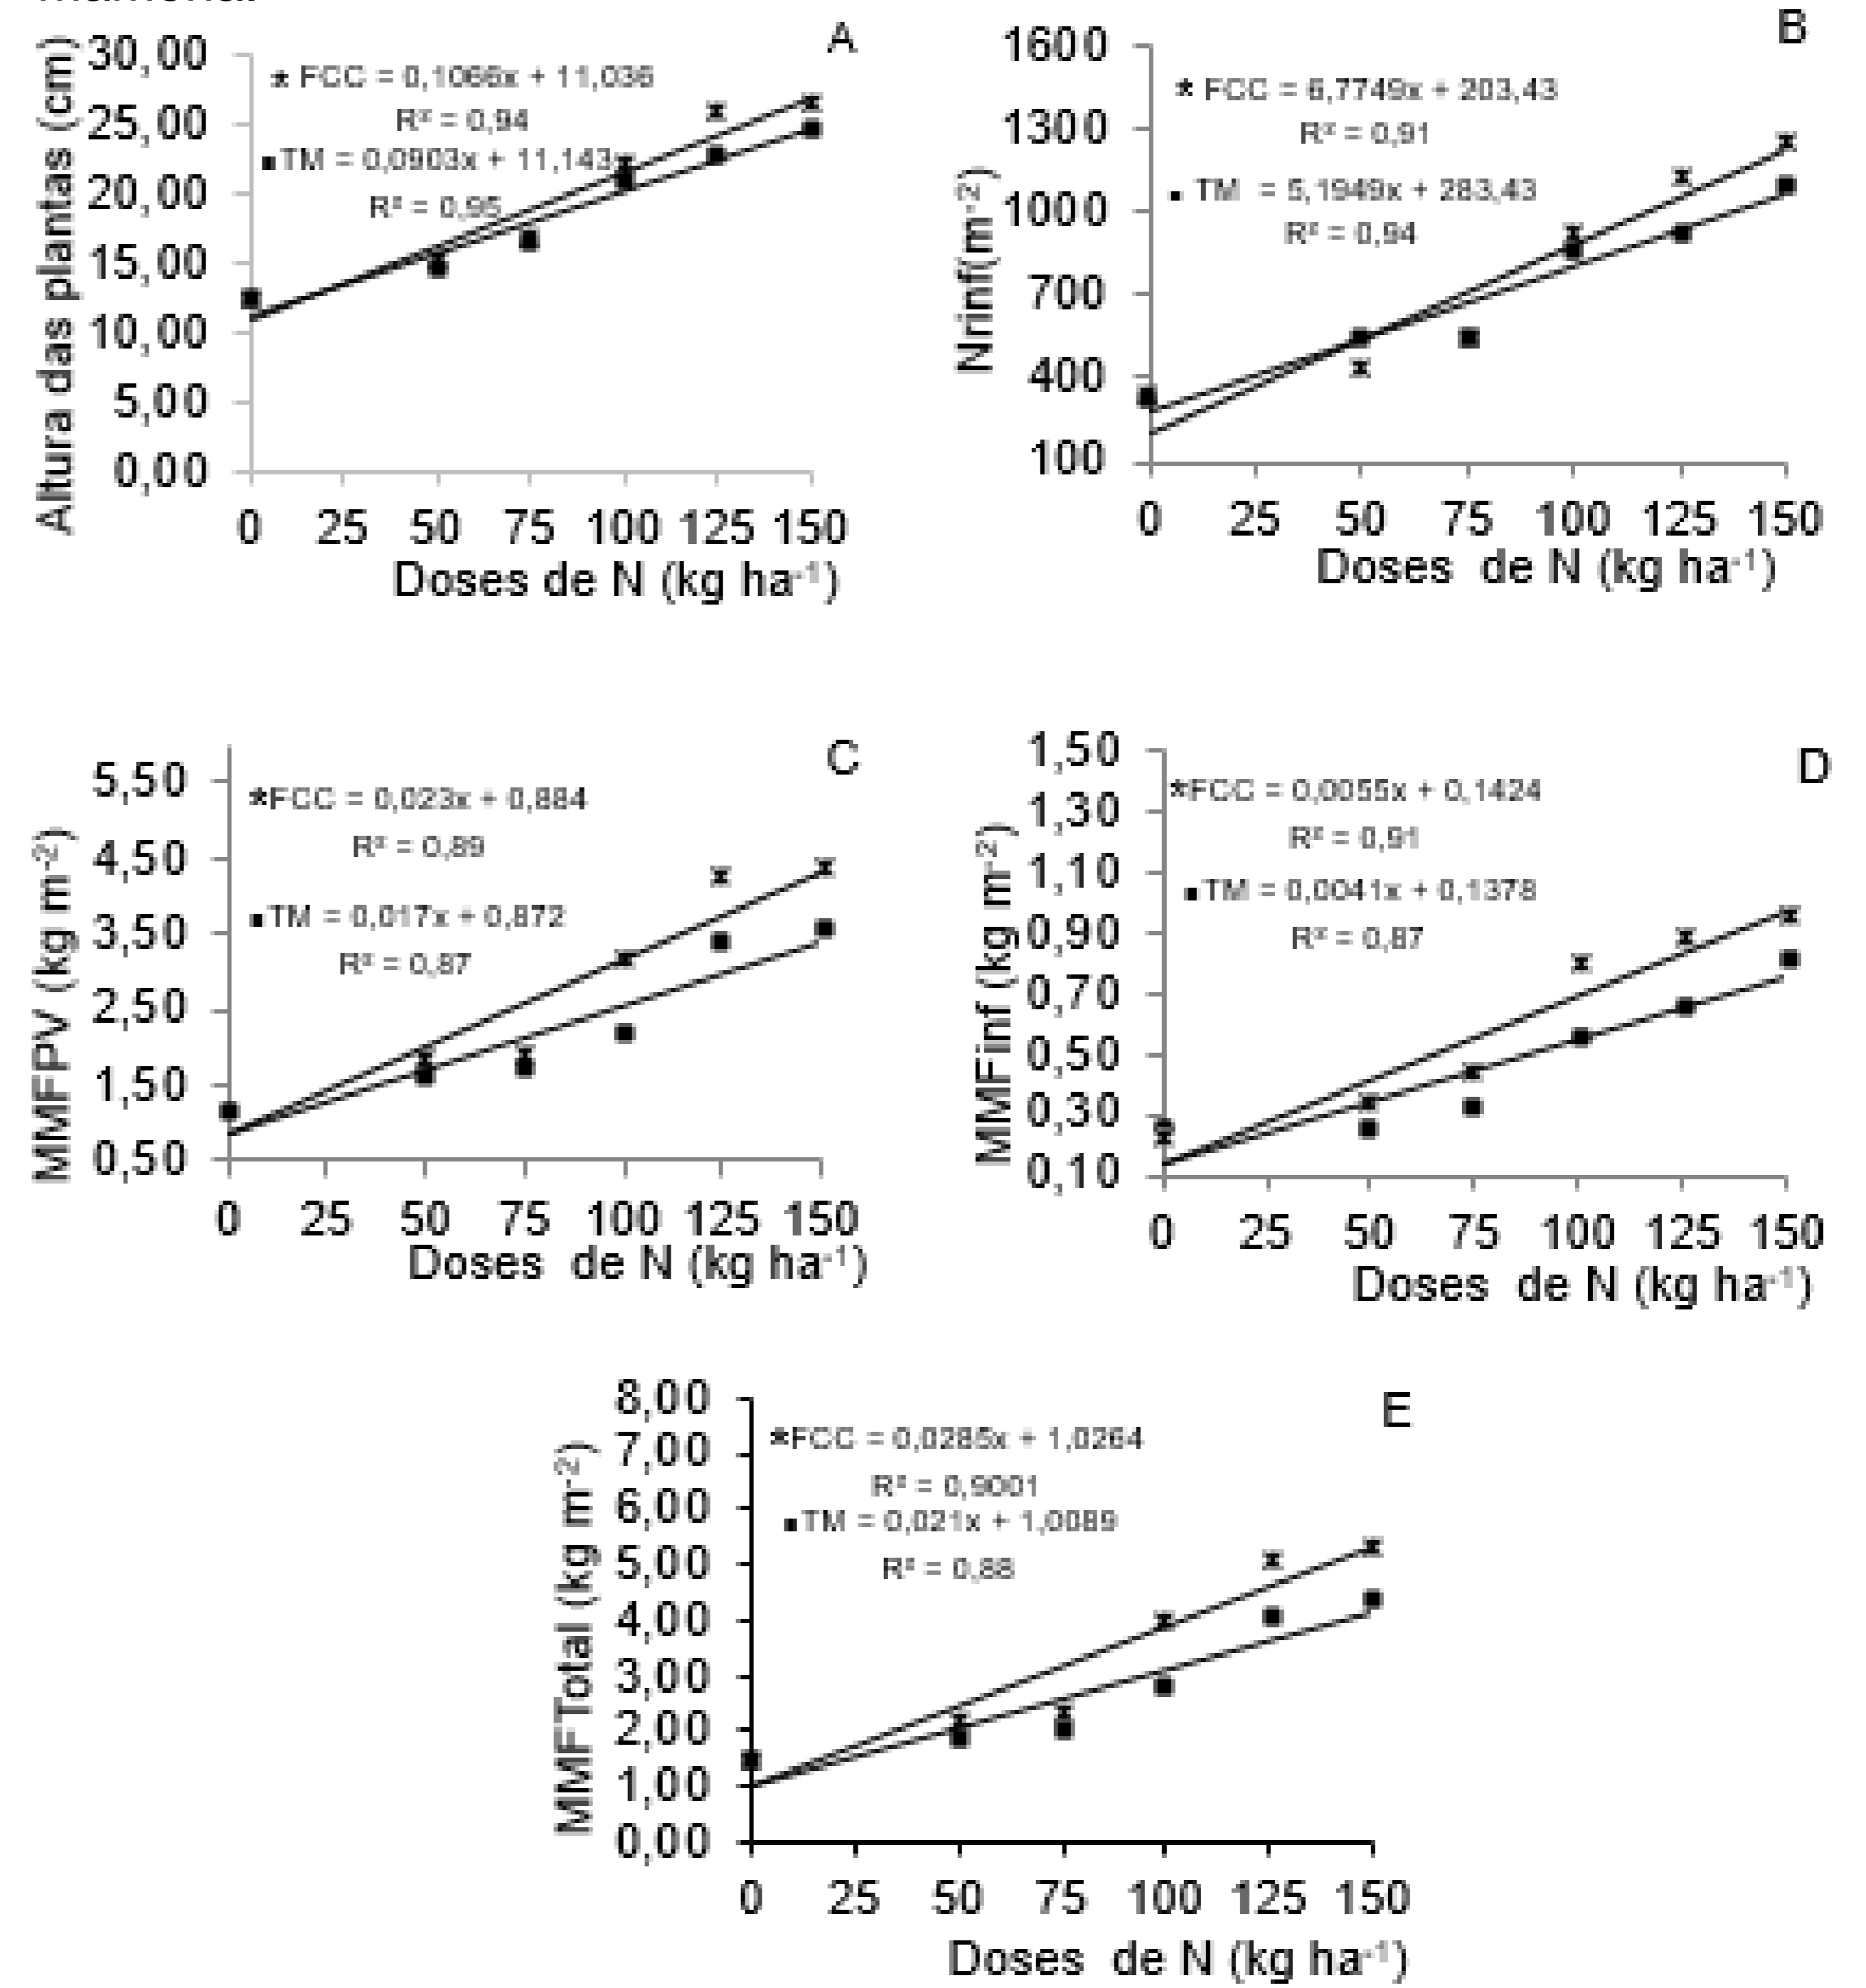 A
Altura das plantas (cm)
30,00
25,00
20,00
15,00
10,00
5,00
0,00
FCC = 0,1066x + 11,036
R² = 0,94
TM = 0,0903x + 11,143
R² = 0,95
0 25 50 75 100 125 150
Doses de N (kg ha-1)
B
Nrinf(m-2)
1600
1300
1000
700
400
100
FCC = 6,7749x + 203,43
R² = 0,91
TM = 5,1949x + 283,43
R² = 0,94
0 25 50 75 100 125 150
Doses de N (kg ha-1)
C
MMFPV (kg m-2)
5,50
4,50
3,50
2,50
1,50
0,50
*FCC = 0,023x + 0,884
R² = 0,89
TM = 0,017x + 0,872
R² = 0,87
0 25 50 75 100 125 150
Doses de N (kg ha-1)
D
MMFinf (kg m-2)
1,50
1,30
1,10
0,90
0,70
0,50
0,30
0,10
*FCC = 0,0055x + 0,1424
R² = 0,91
TM = 0,0041x + 0,1378
R² = 0,87
0 25 50 75 100 125 150
Doses de N (kg ha-1)
E
MMFTotal (kg m-2)
8,00
7,00
6,00
5,00
4,00
3,00
2,00
1,00
0,00
*FCC = 0,0285x + 1,0264
R² = 0,9001
TM = 0,021x + 1,0089
R² = 0,88
0 25 50 75 100 125 150
Doses de N (kg ha-1)